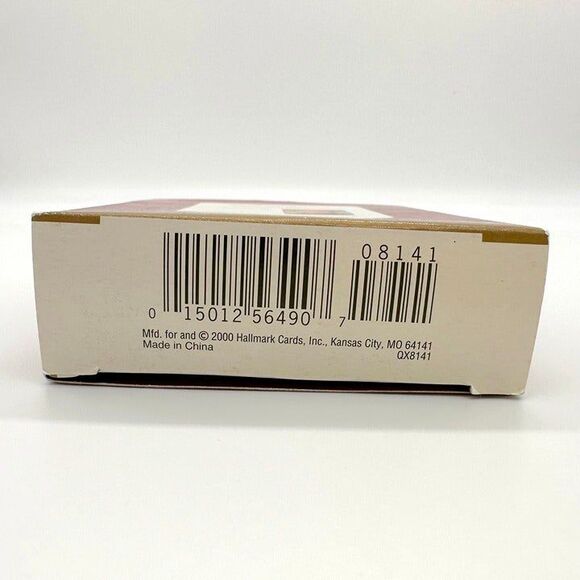 08141
0 15012 56490 7
Mfd. for and © 2000 Hallmark Cards, Inc., Kansas City, MO 64141
Made in China
QX8141